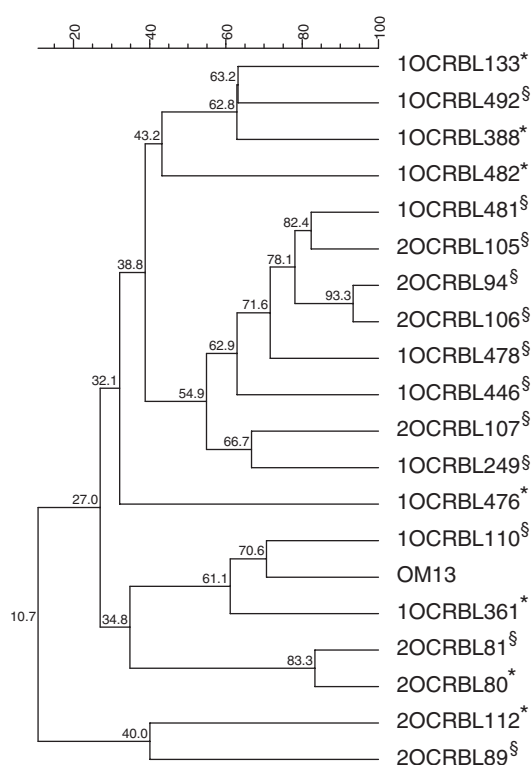 20 40 60 80 100
1OCRBL133*
63.2
1OCRBL492§
62.8
1OCRBL388*
43.2
1OCRBL482*
1OCRBL481§
82.4
2OCRBL105§
38.8
78.1
2OCRBL94§
93.3
2OCRBL106§
71.6
1OCRBL478§
62.9
32.1
1OCRBL446§
54.9
2OCRBL107§
66.7
1OCRBL249§
27.0
1OCRBL476*
1OCRBL110§
70.6
OM13
61.1
1OCRBL361*
10.7
34.8
2OCRBL81§
83.3
2OCRBL80*
2OCRBL112*
40.0
2OCRBL89§